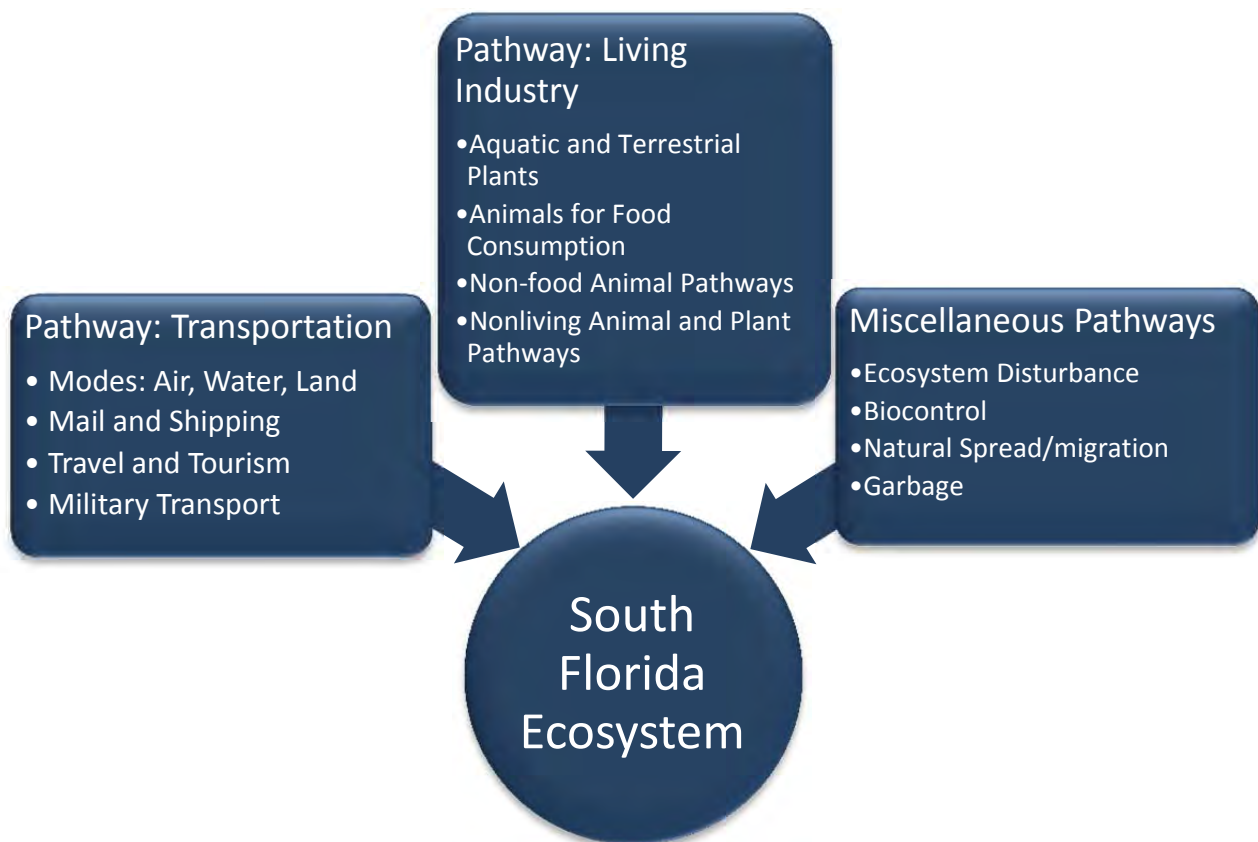 Pathway: Living
Industry
•Aquatic and Terrestrial
Plants
•Animals for Food
Consumption
•Non-food Animal Pathways
•Nonliving Animal and Plant
Pathways
Pathway: Transportation
• Modes: Air, Water, Land
• Mail and Shipping
• Travel and Tourism
• Military Transport
Miscellaneous Pathways
•Ecosystem Disturbance
•Biocontrol
•Natural Spread/migration
•Garbage
South
Florida
Ecosystem